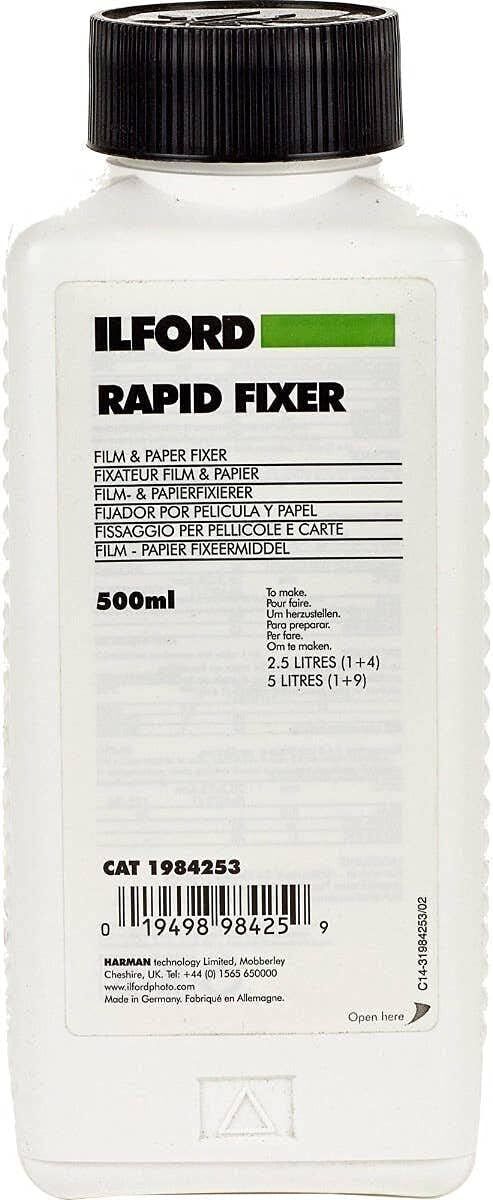 ILFORD
RAPID FIXER
FILM & PAPER FIXER
FIXATEUR FILM & PAPIER
FILM- & PAPIERFIXIERER
FIJADOR POR PELICULA Y PAPEL
FISSAGGIO PER PELLICOLE E CARTE
FILM - PAPIER FIXEERMIDDEL
500ml
To make.
Pour faire.
Um herzustellen.
Para preparar.
Per fare.
Om te maken.
2.5 LITRES (1+4)
5 LITRES (1+9)
CAT 1984253
0 19498 98425 9
HARMAN technology Limited, Mobberley
Cheshire, UK. Tel: +44 (0) 1565 650000
www.ilfordphoto.com
Made in Germany. Fabriqué en Allemagne.
C14-31984253/02
Open here